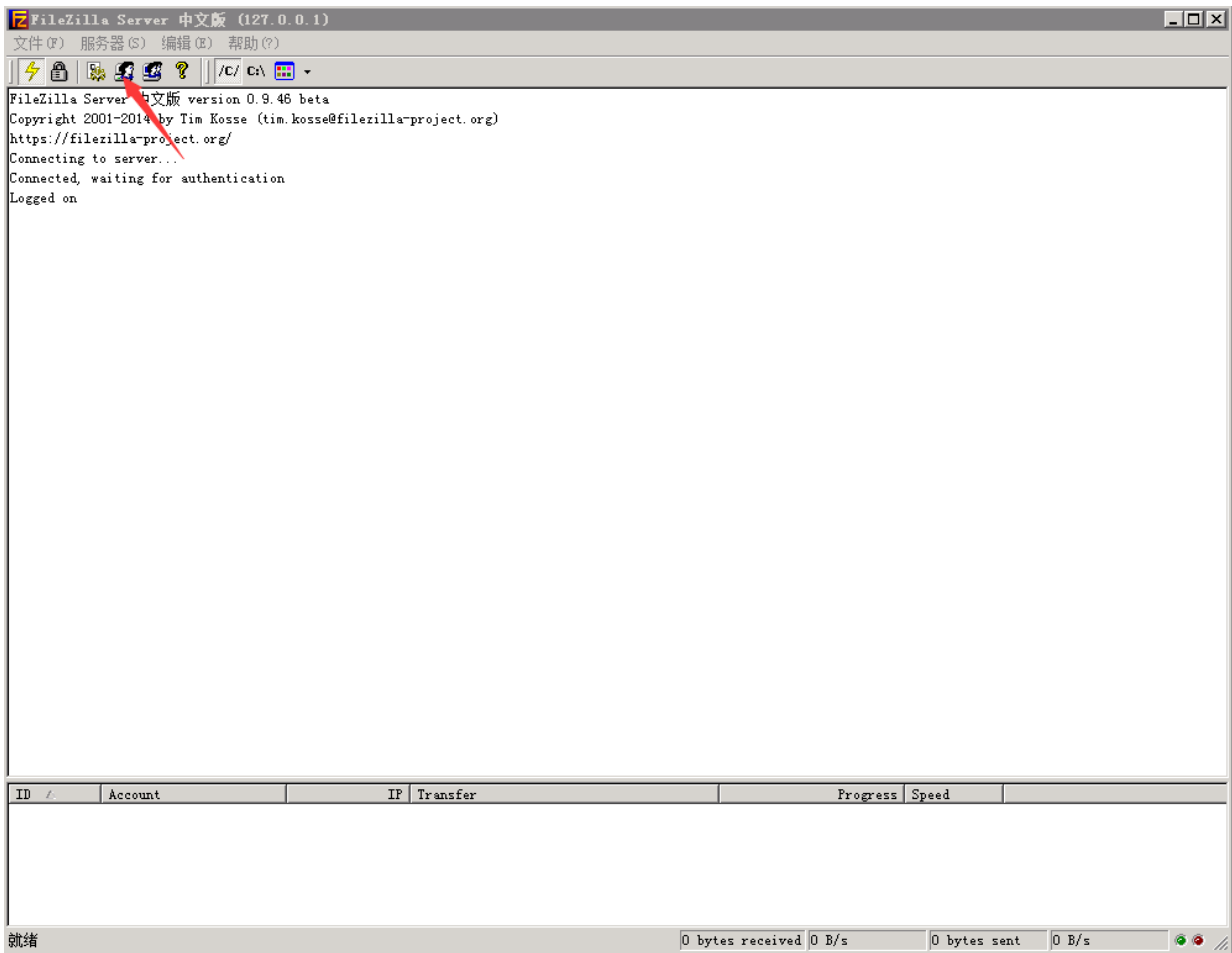 FileZilla Server 中文版 (127.0.0.1)
文件(F) 服务器(S) 编辑(E) 帮助(?)
/C/ C:\
FileZilla Server 中文版 version 0.9.46 beta
Copyright 2001-2014 by Tim Kosse (tim.kosse@filezilla-project.org)
https://filezilla-project.org/
Connecting to server...
Connected, waiting for authentication
Logged on
ID Account IP Transfer Progress Speed
就绪 0 bytes received 0 B/s 0 bytes sent 0 B/s